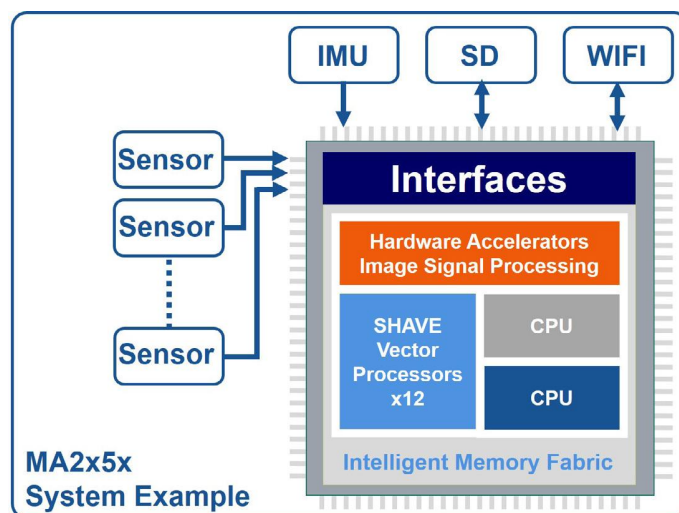 IMU
SD
WIFI
Sensor
Sensor
Sensor
Interfaces
Hardware Accelerators
Image Signal Processing
SHAVE
Vector
Processors
x12
CPU
CPU
Intelligent Memory Fabric
MA2x5x
System Example